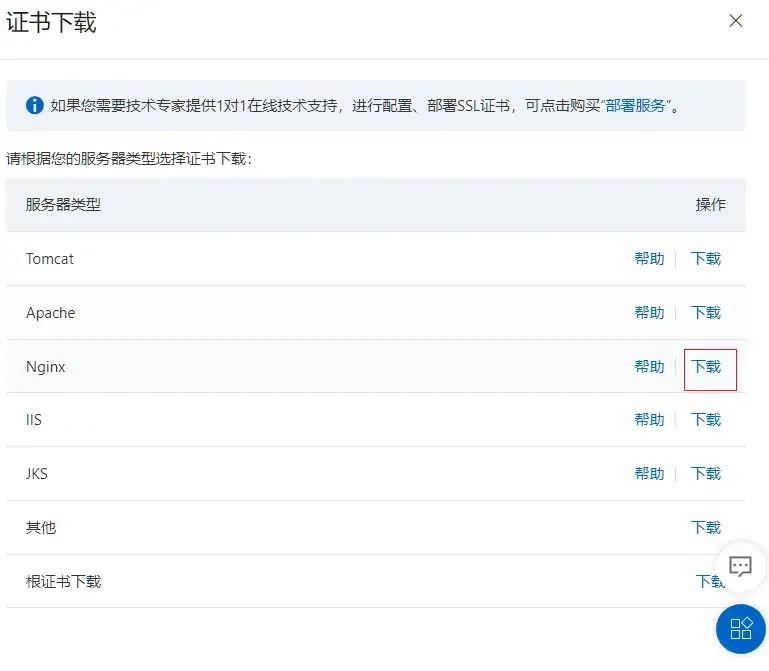 证书下载
如果您需要技术专家提供1对1在线技术支持，进行配置、部署SSL证书，可点击购买“部署服务”。
请根据您的服务器类型选择证书下载：
服务器类型 操作
Tomcat 帮助 下载
Apache 帮助 下载
Nginx 帮助 下载
IIS 帮助 下载
JKS 帮助 下载
其他 下载
根证书下载 下载